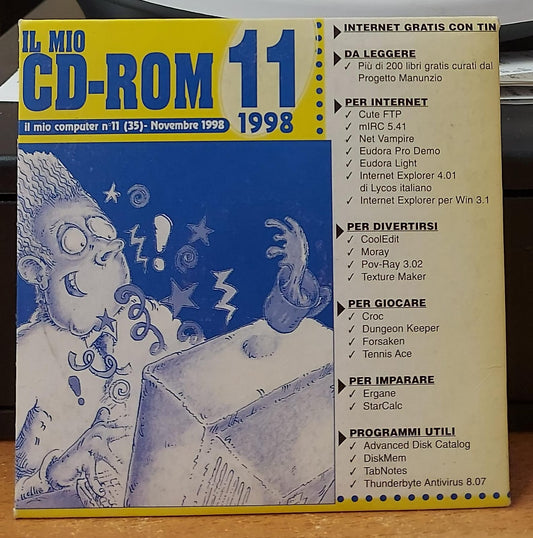 IL MIO
CD-ROM
11
1998
il mio computer n°11 (35)- Novembre 1998
INTERNET GRATIS CON TIN
DA LEGGERE
✓ Più di 200 libri gratis curati dal
Progetto Manunzio
PER INTERNET
✓ Cute FTP
✓ mIRC 5.41
✓ Net Vampire
✓ Eudora Pro Demo
✓ Eudora Light
✓ Internet Explorer 4.01
di Lycos italiano
✓ Internet Explorer per Win 3.1
PER DIVERTIRSI
✓ CoolEdit
✓ Moray
✓ Pov-Ray 3.02
✓ Texture Maker
PER GIOCARE
✓ Croc
✓ Dungeon Keeper
✓ Forsaken
✓ Tennis Ace
PER IMPARARE
✓ Ergane
✓ StarCalc
PROGRAMMI UTILI
✓ Advanced Disk Catalog
✓ DiskMem
✓ TabNotes
✓ Thunderbyte Antivirus 8.07